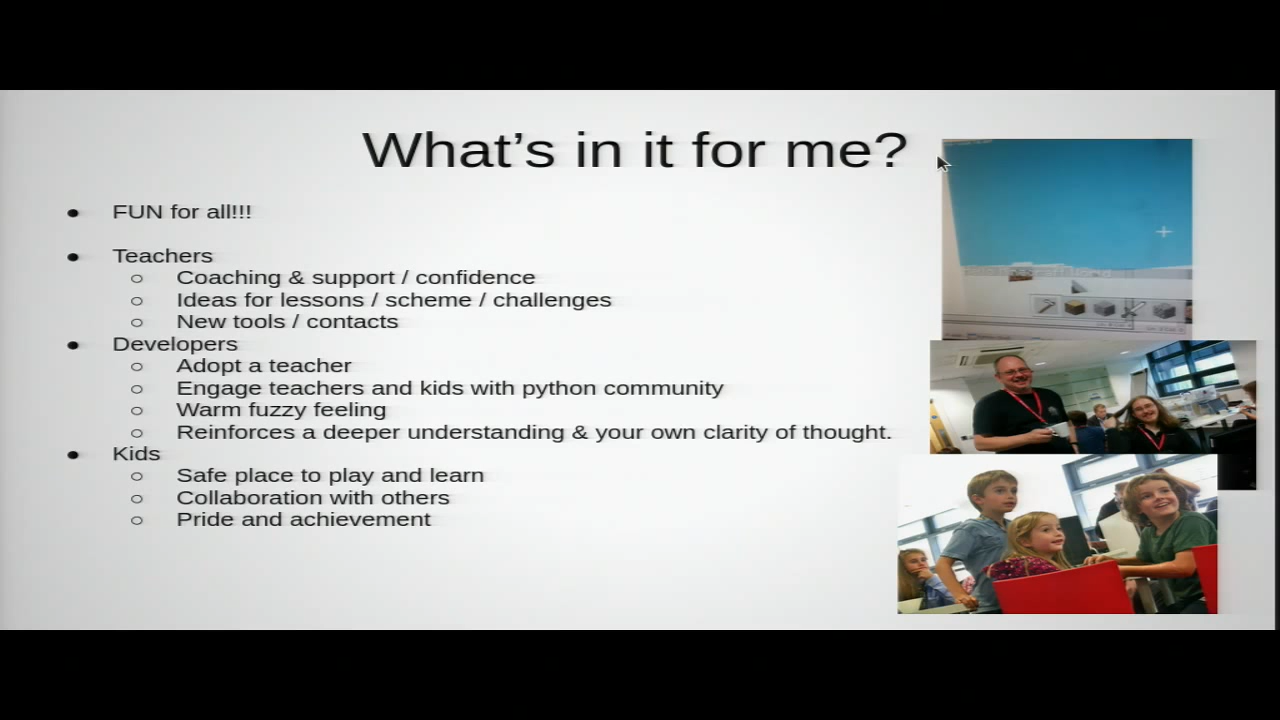 What's in it for me?
● FUN for all!!!
● Teachers
○ Coaching & support / confidence
○ Ideas for lessons / scheme / challenges
○ New tools / contacts
● Developers
○ Adopt a teacher
○ Engage teachers and kids with python community
○ Warm fuzzy feeling
○ Reinforces a deeper understanding & your own clarity of thought.
● Kids
○ Safe place to play and learn
○ Collaboration with others
○ Pride and achievement